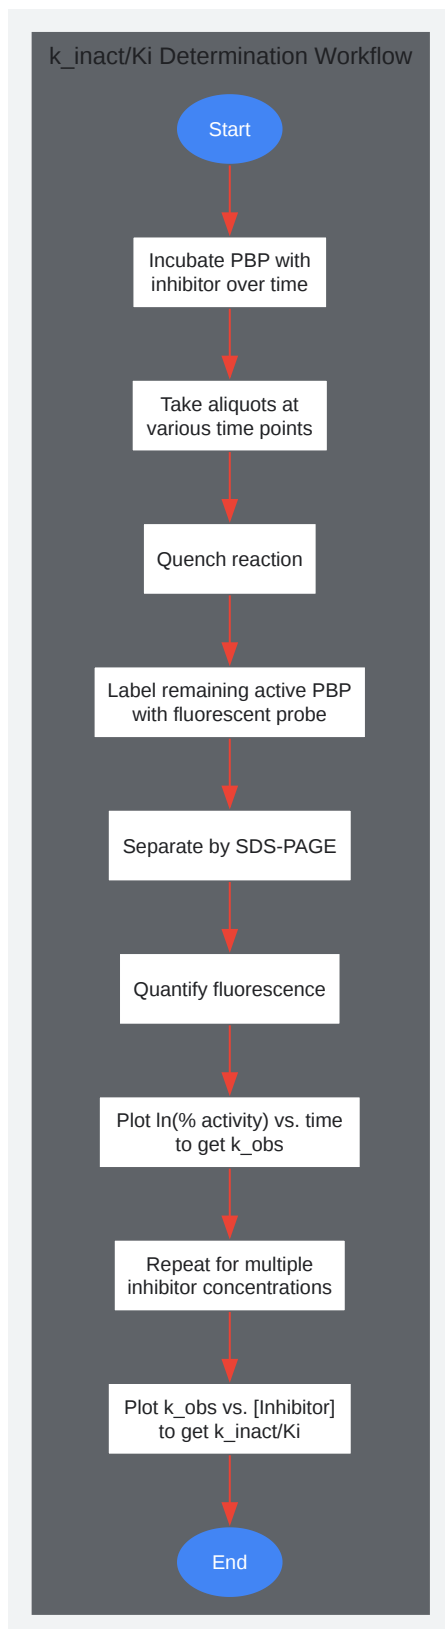 k_inact/Ki Determination Workflow
Start
Incubate PBP with
inhibitor over time
Take aliquots at
various time points
Quench reaction
Label remaining active PBP
with fluorescent probe
Separate by SDS-PAGE
Quantify fluorescence
Plot ln(% activity) vs. time
to get k_obs
Repeat for multiple
inhibitor concentrations
Plot k_obs vs. [Inhibitor]
to get k_inact/Ki
End